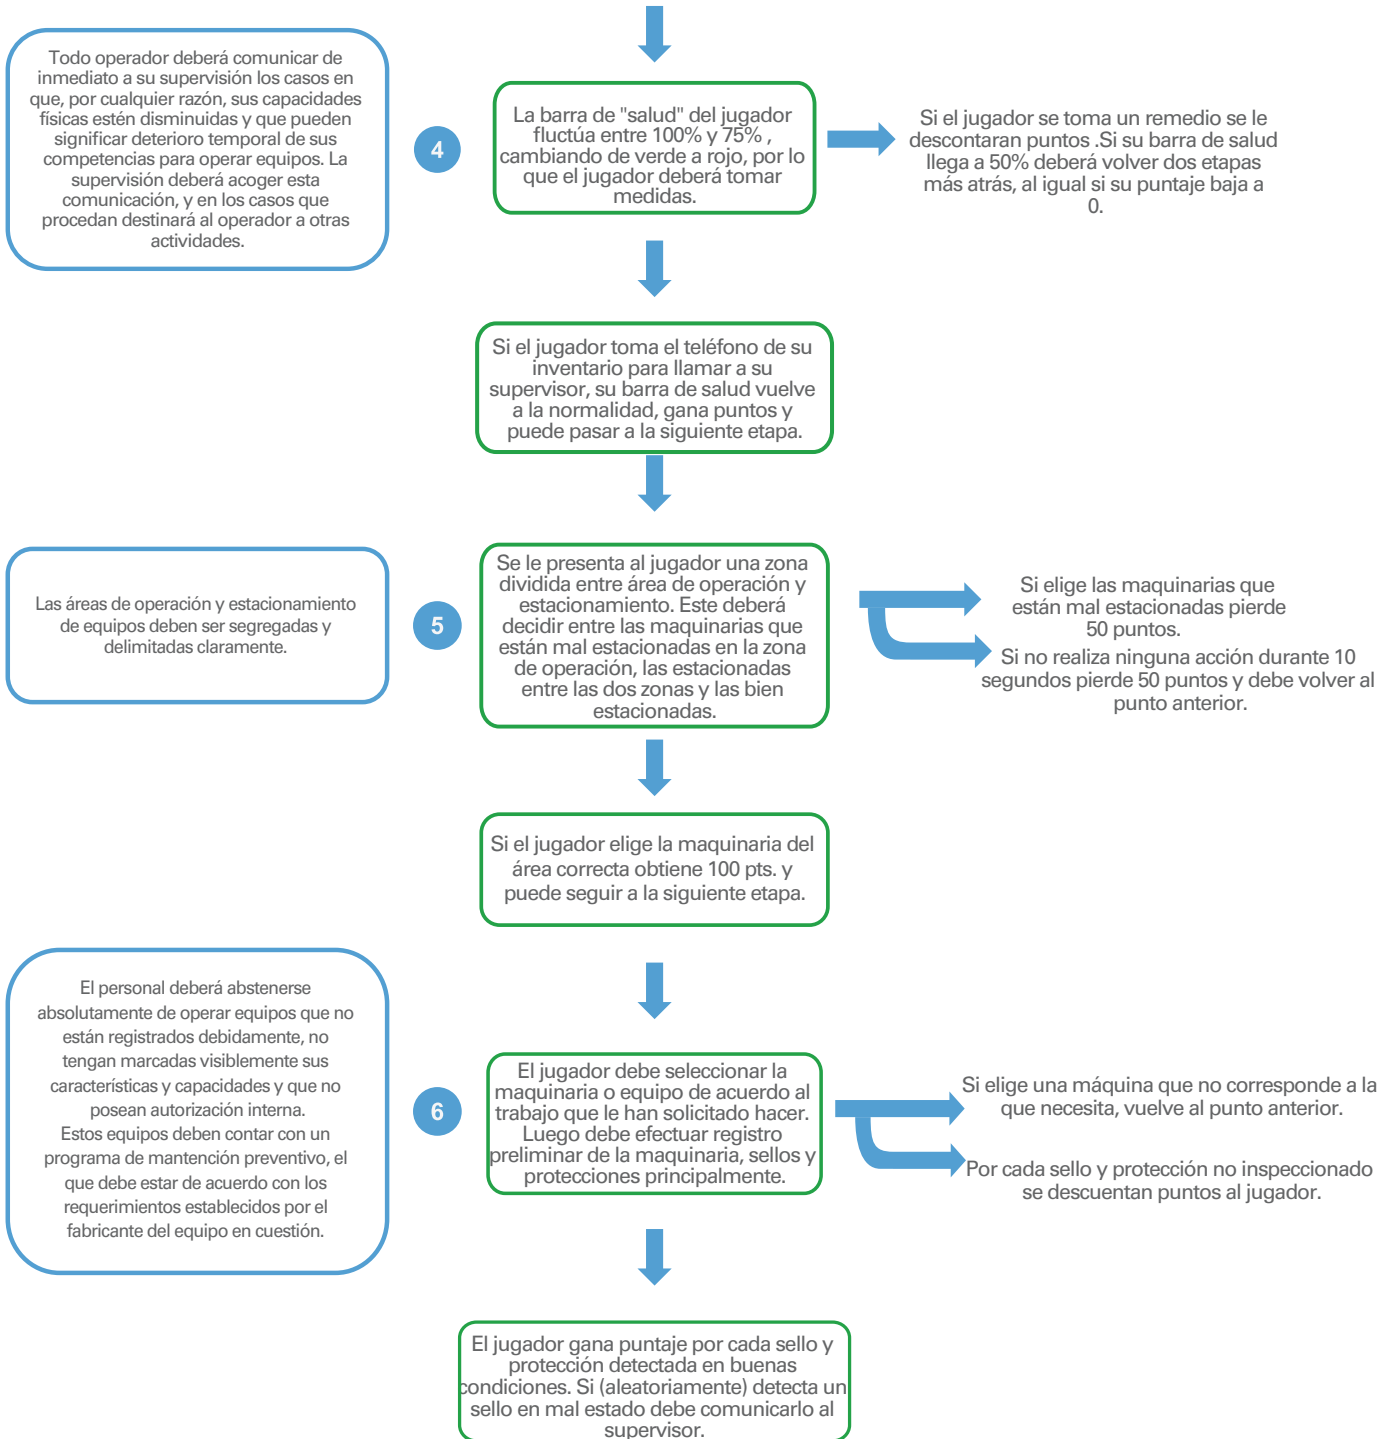 Todo operador deberá comunicar de
inmediato a su supervisión los casos en
que, por cualquier razón, sus capacidades
físicas estén disminuidas y que pueden
significar deterioro temporal de sus
competencias para operar equipos. La
supervisión deberá acoger esta
comunicación, y en los casos que
procedan destinará al operador a otras
actividades.
4
La barra de "salud" del jugador
fluctúa entre 100% y 75% ,
cambiando de verde a rojo, por lo
que el jugador deberá tomar
medidas.
Si el jugador se toma un remedio se le
descontaran puntos .Si su barra de salud
llega a 50% deberá volver dos etapas
más atrás, al igual si su puntaje baja a
0.
Si el jugador toma el teléfono de su
inventario para llamar a su
supervisor, su barra de salud vuelve
a la normalidad, gana puntos y
puede pasar a la siguiente etapa.
Las áreas de operación y estacionamiento
de equipos deben ser segregadas y
delimitadas claramente.
5
Se le presenta al jugador una zona
dividida entre área de operación y
estacionamiento. Este deberá
decidir entre las maquinarias que
están mal estacionadas en la zona
de operación, las estacionadas
entre las dos zonas y las bien
estacionadas.
Si elige las maquinarias que
están mal estacionadas pierde
50 puntos.
Si no realiza ninguna acción durante 10
segundos pierde 50 puntos y debe volver al
punto anterior.
Si el jugador elige la maquinaria del
área correcta obtiene 100 pts. y
puede seguir a la siguiente etapa.
El personal deberá abstenerse
absolutamente de operar equipos que no
están registrados debidamente, no
tengan marcadas visiblemente sus
características y capacidades y que no
posean autorización interna.
Estos equipos deben contar con un
programa de mantención preventivo, el
que debe estar de acuerdo con los
requerimientos establecidos por el
fabricante del equipo en cuestión.
6
El jugador debe seleccionar la
maquinaria o equipo de acuerdo al
trabajo que le han solicitado hacer.
Luego debe efectuar registro
preliminar de la maquinaria, sellos y
protecciones principalmente.
Si elige una máquina que no corresponde a la
que necesita, vuelve al punto anterior.
Por cada sello y protección no inspeccionado
se descuentan puntos al jugador.
El jugador gana puntaje por cada sello y
protección detectada en buenas
condiciones. Si (aleatoriamente) detecta un
sello en mal estado debe comunicarlo al
supervisor.